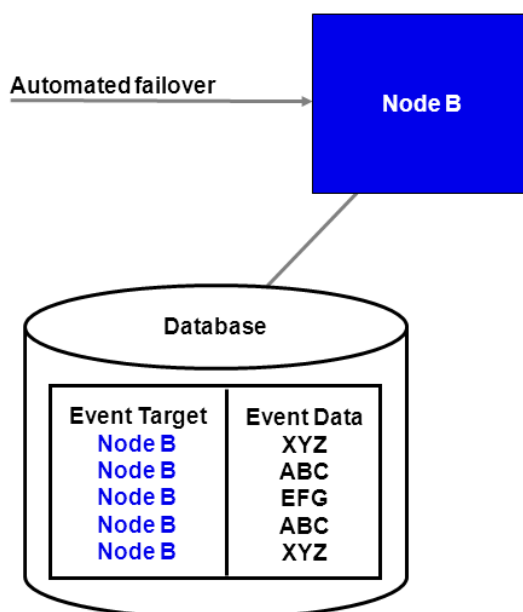 Automated failover
Node B
Database
Event Target Event Data
Node B XYZ
Node B ABC
Node B EFG
Node B ABC
Node B XYZ